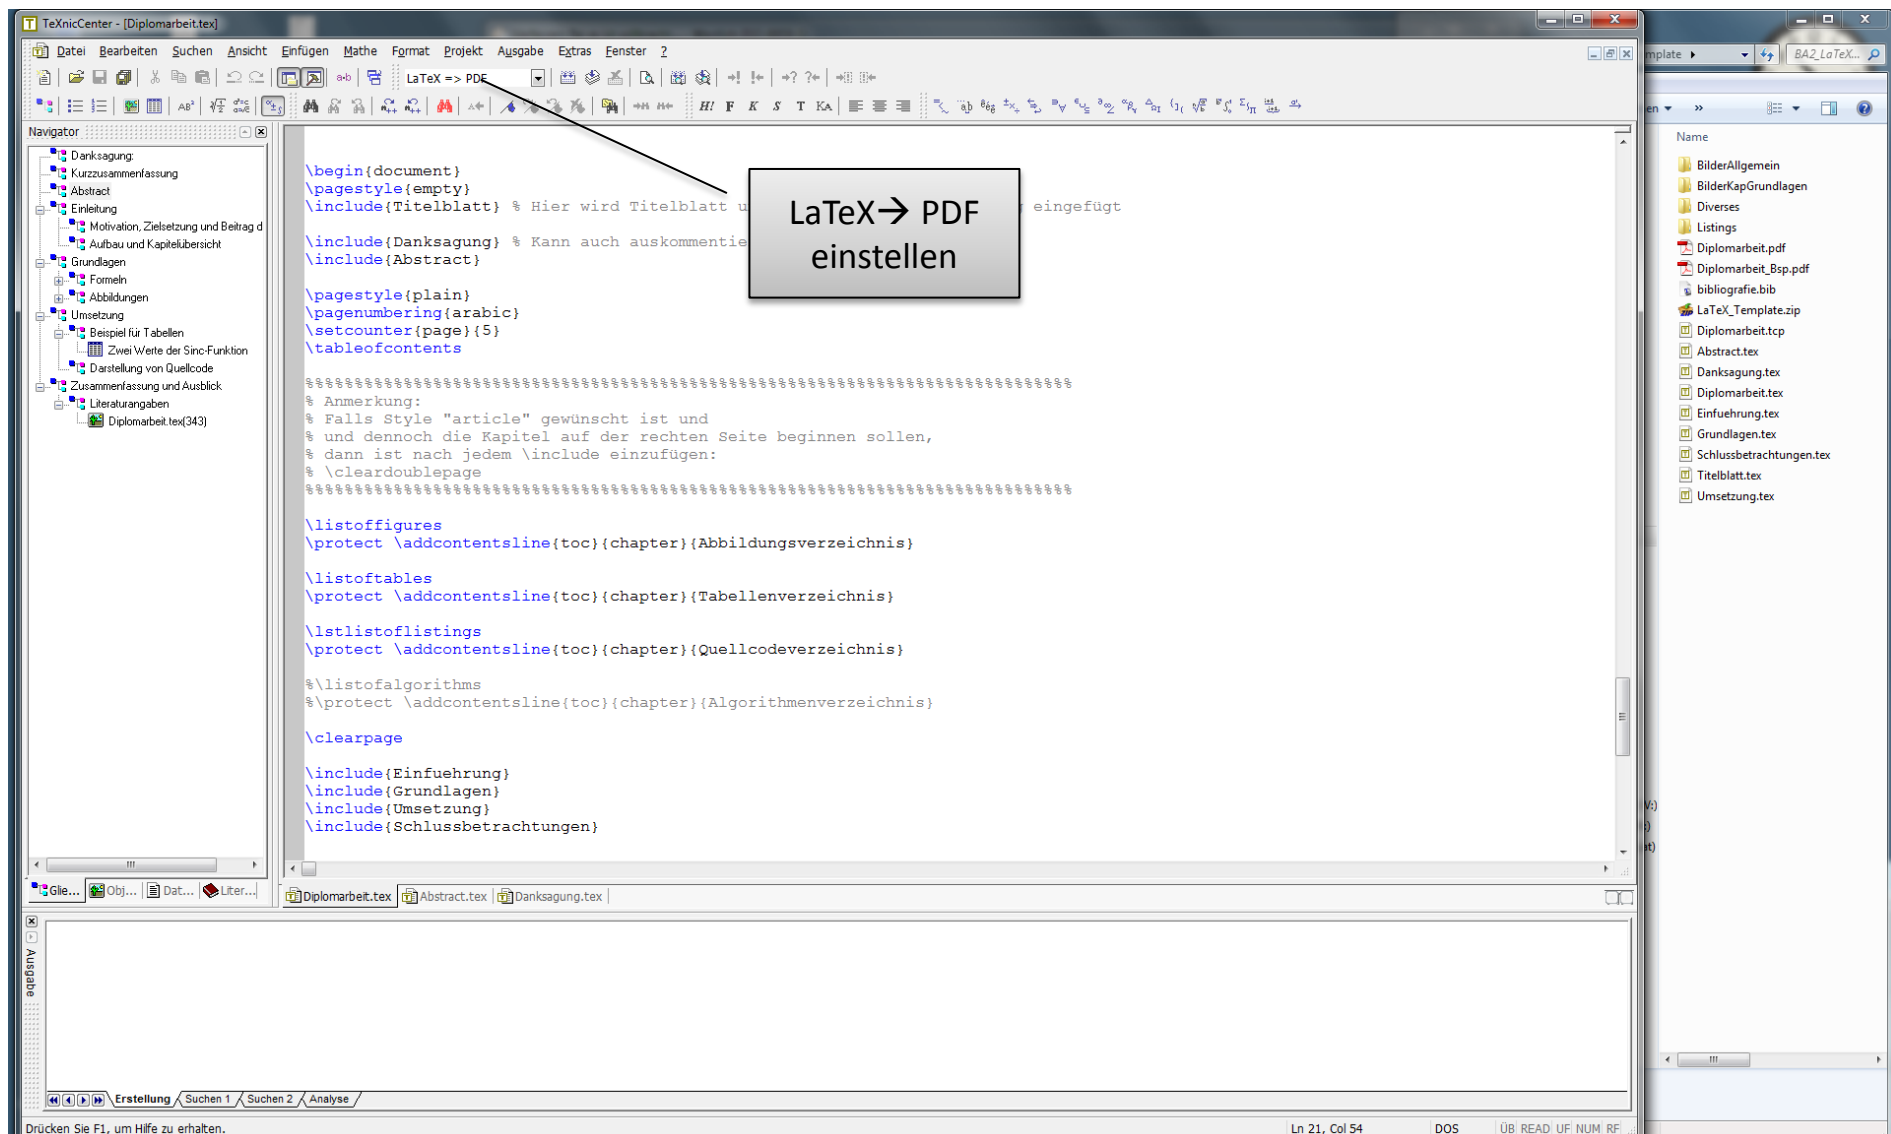 TeXnicCenter - [Diplomarbeit.tex]
Datei Bearbeiten Suchen Ansicht Einfügen Mathe Format Projekt Ausgabe Extras Fenster ?
LaTeX => PDF
H! F K S T KA
Navigator
Danksagung:
Kurzzusammenfassung
Abstract
Einleitung
Motivation, Zielsetzung und Beitrag d
Aufbau und Kapitelübersicht
Grundlagen
Formeln
Abbildungen
Umsetzung
Beispiel für Tabellen
Zwei Werte der Sinc-Funktion
Darstellung von Quellcode
Zusammenfassung und Ausblick
Literaturangaben
Diplomarbeit.tex(343)
Glie... Obj... Dat... Liter...
\begin{document}
\pagestyle{empty}
\include{Titelblatt} % Hier wird Titelblatt u
eingefügt
\include{Danksagung} % Kann auch auskommentie
\include{Abstract}
\pagestyle{plain}
\pagenumbering{arabic}
\setcounter{page}{5}
\tableofcontents
%%%%%%%%%%%%%%%%%%%%%%%%%%%%%%%%%%%%%%%%%%%%%%%%%%%%%%%%%%%%%%%%%%%%%%%%%%%%%%%%
% Anmerkung:
% Falls Style "article" gewünscht ist und
% und dennoch die Kapitel auf der rechten Seite beginnen sollen,
% dann ist nach jedem \include einzufügen:
% \cleardoublepage
%%%%%%%%%%%%%%%%%%%%%%%%%%%%%%%%%%%%%%%%%%%%%%%%%%%%%%%%%%%%%%%%%%%%%%%%%%%%%%%%
\listoffigures
\protect \addcontentsline{toc}{chapter}{Abbildungsverzeichnis}
\listoftables
\protect \addcontentsline{toc}{chapter}{Tabellenverzeichnis}
\lstlistoflistings
\protect \addcontentsline{toc}{chapter}{Quellcodeverzeichnis}
%\listofalgorithms
%\protect \addcontentsline{toc}{chapter}{Algorithmenverzeichnis}
\clearpage
\include{Einfuehrung}
\include{Grundlagen}
\include{Umsetzung}
\include{Schlussbetrachtungen}
LaTeX→ PDF
einstellen
Diplomarbeit.tex Abstract.tex Danksagung.tex
Ausgabe
Erstellung Suchen 1 Suchen 2 Analyse
Drücken Sie F1, um Hilfe zu erhalten.
Ln 21, Col 54 DOS ÜB READ UF NUM RF
mplate
BA2_LaTeX...
en
»
Name
BilderAllgemein
BilderKapGrundlagen
Diverses
Listings
Diplomarbeit.pdf
Diplomarbeit_Bsp.pdf
bibliografie.bib
LaTeX_Template.zip
Diplomarbeit.tcp
Abstract.tex
Danksagung.tex
Diplomarbeit.tex
Einfuehrung.tex
Grundlagen.tex
Schlussbetrachtungen.tex
Titelblatt.tex
Umsetzung.tex
V:)
:)
at)